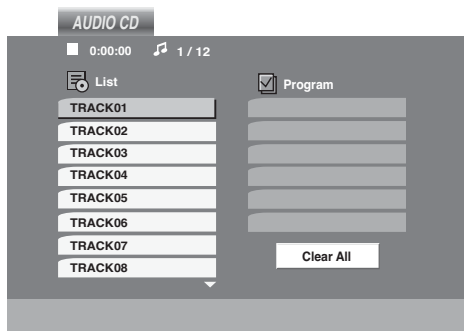 AUDIO CD
0:00:00 1 / 12
List
TRACK01
TRACK02
TRACK03
TRACK04
TRACK05
TRACK06
TRACK07
TRACK08
Program
Clear All